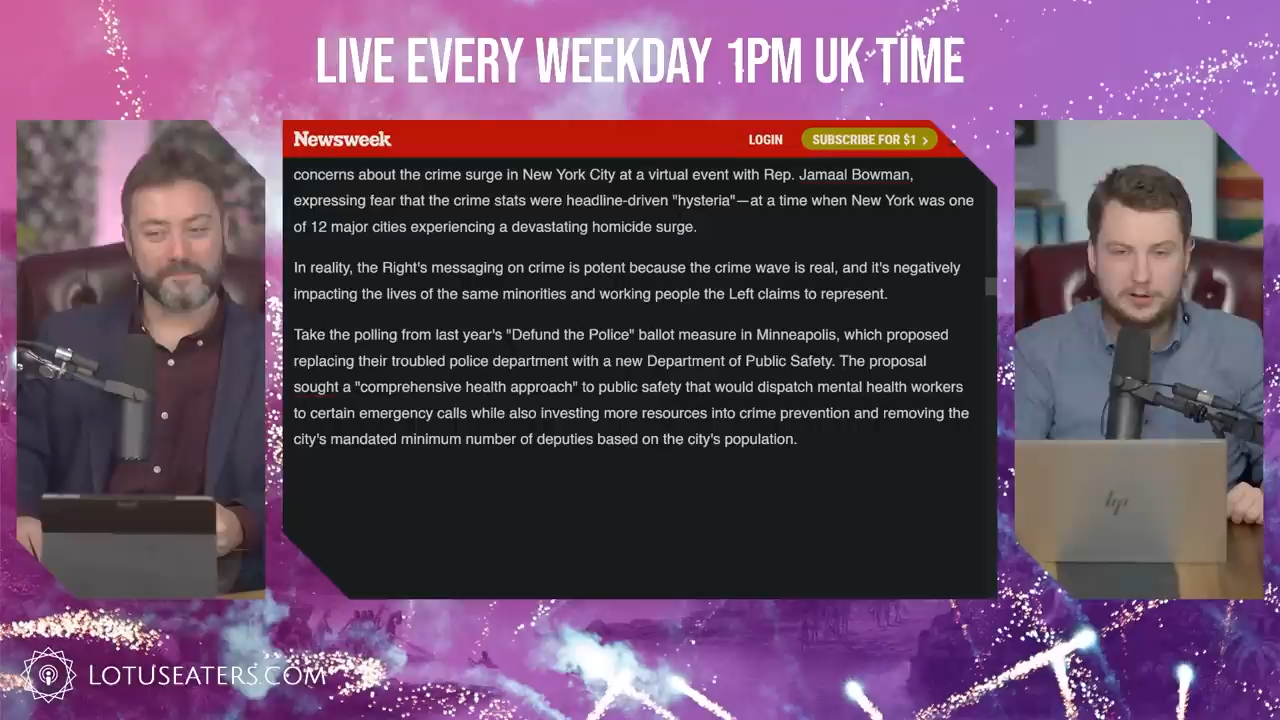 LIVE EVERY WEEKDAY 1PM UK TIME
Newsweek
LOGIN
SUBSCRIBE FOR $1 >
concerns about the crime surge in New York City at a virtual event with Rep. Jamaal Bowman,
expressing fear that the crime stats were headline-driven "hysteria"—at a time when New York was one
of 12 major cities experiencing a devastating homicide surge.
In reality, the Right's messaging on crime is potent because the crime wave is real, and it's negatively
impacting the lives of the same minorities and working people the Left claims to represent.
Take the polling from last year's "Defund the Police" ballot measure in Minneapolis, which proposed
replacing their troubled police department with a new Department of Public Safety. The proposal
sought a "comprehensive health approach" to public safety that would dispatch mental health workers
to certain emergency calls while also investing more resources into crime prevention and removing the
city's mandated minimum number of deputies based on the city's population.
hp
LOTUSEATERS.COM